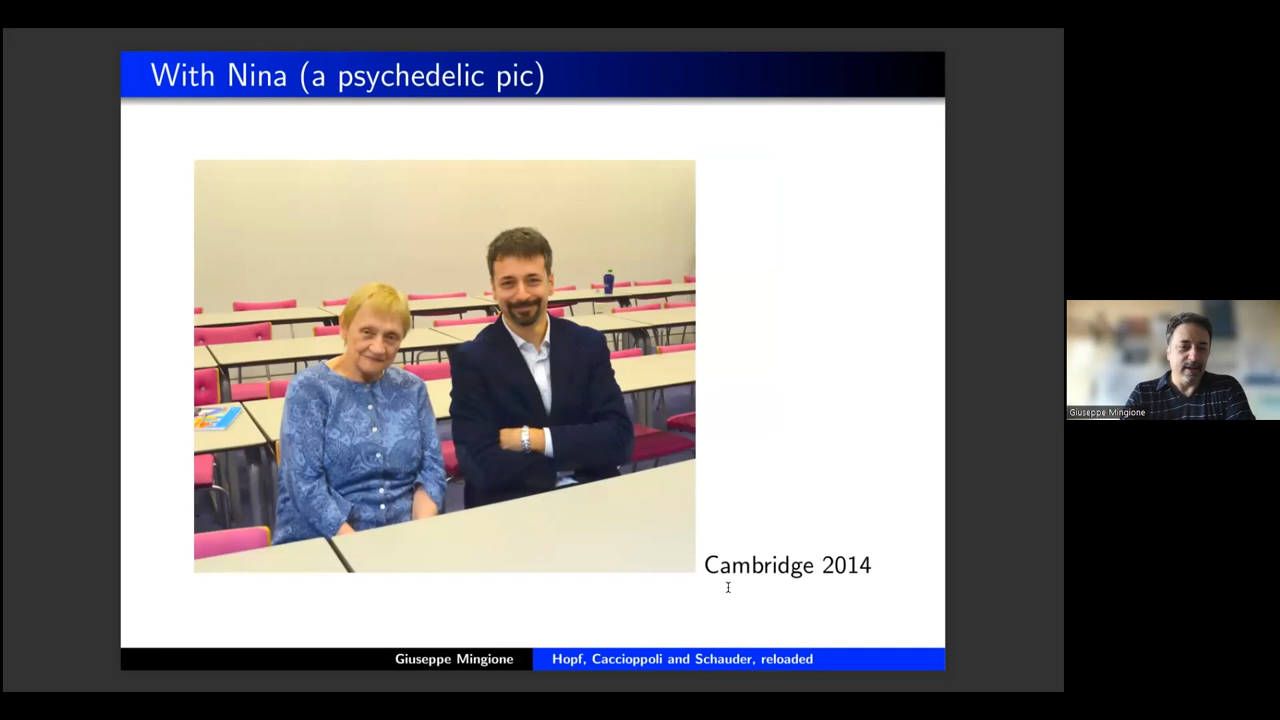 With Nina (a psychedelic pic)
Cambridge 2014
Giuseppe Mingione
Hopf, Caccioppoli and Schauder, reloaded
Giuseppe Mingione